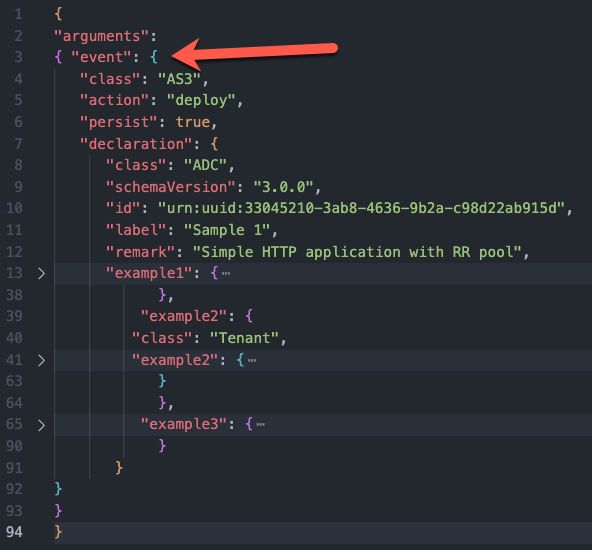 1 {
2 "arguments":
3 { "event": {
4 "class": "AS3",
5 "action": "deploy",
6 "persist": true,
7 "declaration": {
8 "class": "ADC",
9 "schemaVersion": "3.0.0",
10 "id": "urn:uuid:33045210-3ab8-4636-9b2a-c98d22ab915d",
11 "label": "Sample 1",
12 "remark": "Simple HTTP application with RR pool",
13 > "example1": { ⋯
38 },
39 "example2": {
40 "class": "Tenant",
41 > "example2": { ⋯
63 }
64 },
65 > "example3": { ⋯
90 }
91 }
92 }
93 }
94 }